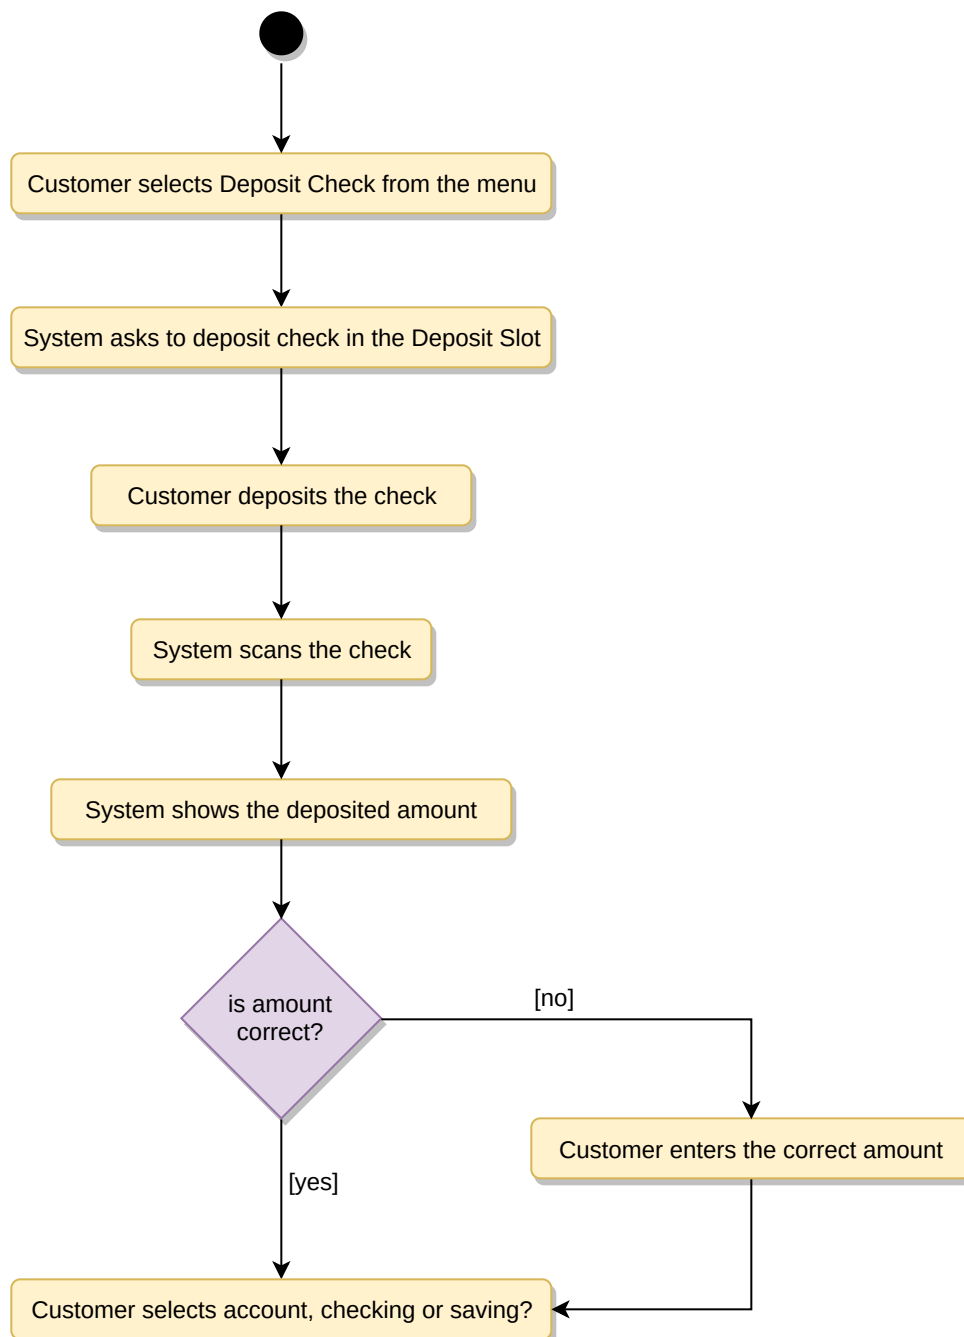 Customer selects Deposit Check from the menu
System asks to deposit check in the Deposit Slot
Customer deposits the check
System scans the check
System shows the deposited amount
is amount
correct?
[no]
Customer enters the correct amount
[yes]
Customer selects account, checking or saving?